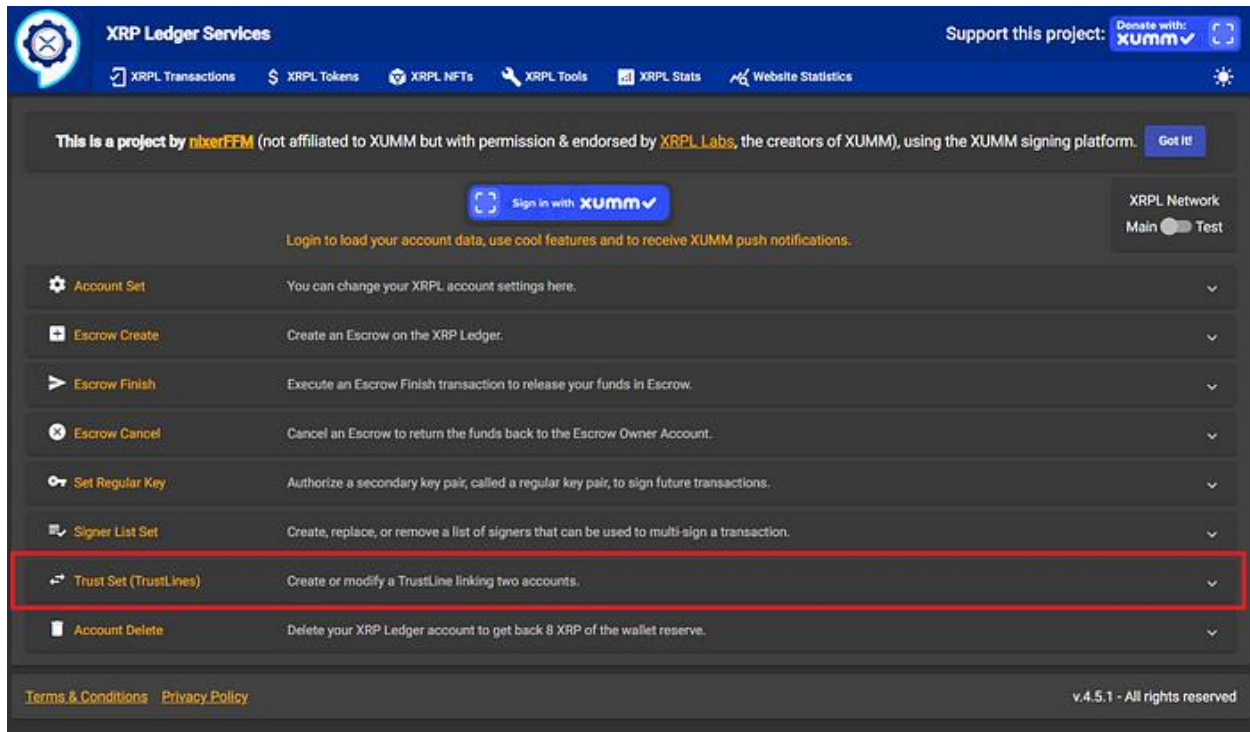 XRP Ledger Services
Support this project:
Donate with:
xumm
XRPL Transactions
$ XRPL Tokens
XRPL NFTs
XRPL Tools
XRPL Stats
Website Statistics
This is a project by nixerFFM (not affiliated to XUMM but with permission & endorsed by XRPL Labs, the creators of XUMM), using the XUMM signing platform.
Got it!
Sign in with xumm
XRPL Network
Main Test
Login to load your account data, use cool features and to receive XUMM push notifications.
Account Set You can change your XRPL account settings here.
Escrow Create Create an Escrow on the XRP Ledger.
Escrow Finish Execute an Escrow Finish transaction to release your funds in Escrow.
Escrow Cancel Cancel an Escrow to return the funds back to the Escrow Owner Account.
Set Regular Key Authorize a secondary key pair, called a regular key pair, to sign future transactions.
Signer List Set Create, replace, or remove a list of signers that can be used to multi-sign a transaction.
Trust Set (TrustLines) Create or modify a TrustLine linking two accounts.
Account Delete Delete your XRP Ledger account to get back 8 XRP of the wallet reserve.
Terms & Conditions Privacy Policy
v.4.5.1 - All rights reserved